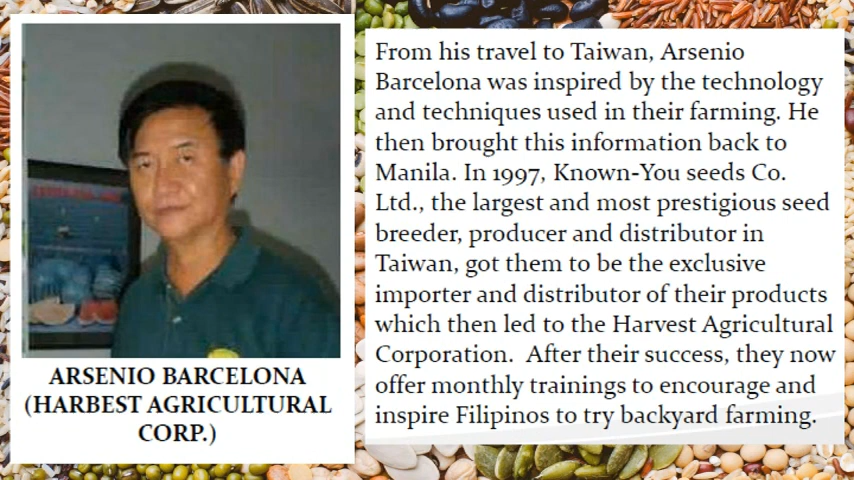 ARSENIO BARCELONA
(HARBEST AGRICULTURAL
CORP.)
From his travel to Taiwan, Arsenio
Barcelona was inspired by the technology
and techniques used in their farming. He
then brought this information back to
Manila. In 1997, Known-You seeds Co.
Ltd., the largest and most prestigious seed
breeder, producer and distributor in
Taiwan, got them to be the exclusive
importer and distributor of their products
which then led to the Harvest Agricultural
Corporation.  After their success, they now
offer monthly trainings to encourage and
inspire Filipinos to try backyard farming.